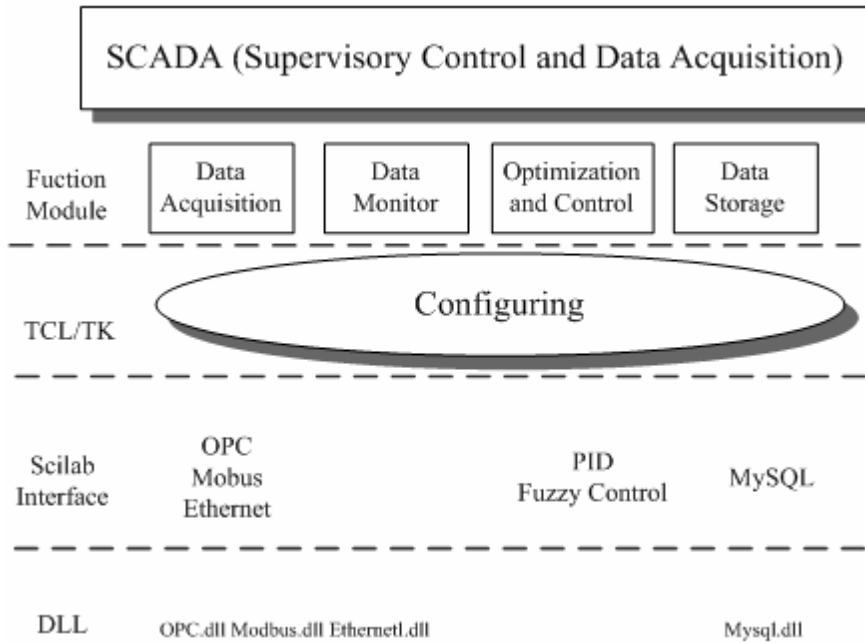 SCADA (Supervisory Control and Data Acquisition)
Fuction
Module
Data
Acquisition
Data
Monitor
Optimization
and Control
Data
Storage
TCL/TK
Configuring
Scilab
Interface
OPC
Mobus
Ethernet
PID
Fuzzy Control
MySQL
DLL
OPC.dll Modbus.dll Ethernetl.dll
Mysql.dll